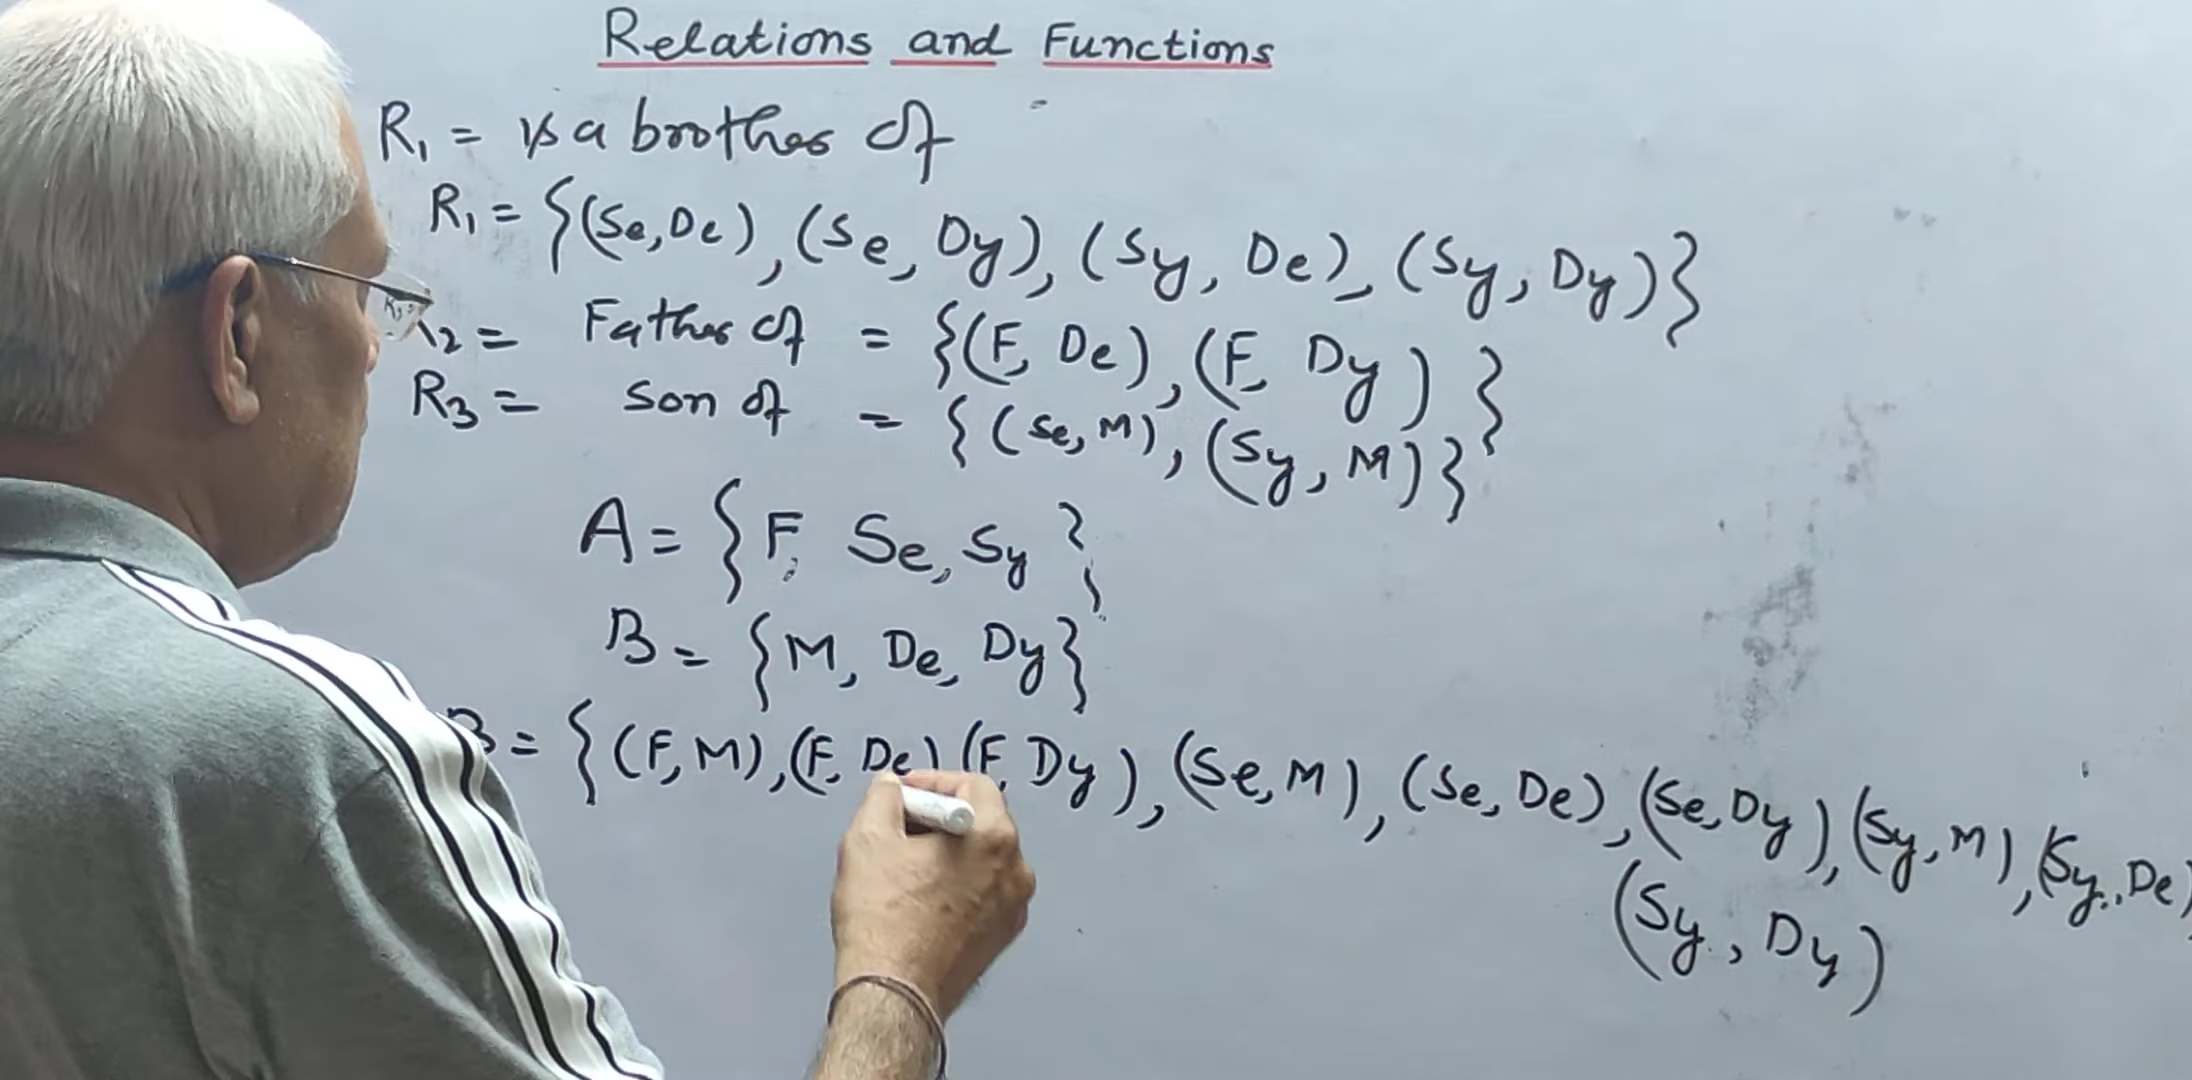 Relations and Functions
R₁ = is a brother of
R₁ = {(Se, De), (Se, Dy), (Sy, De), (Sy, Dy)}
2 = Father of = {(F, De), (F, Dy)}
R₃ = son of = {(Se, M), (Sy, M)}
A = {F, Se, Sy}
B = {M, De, Dy}
B = {(F, M), (F, De) (F, Dy), (Se, M), (Se, De), (Se, Dy), (Sy, M), (Sy, De)
(Sy, Dy)